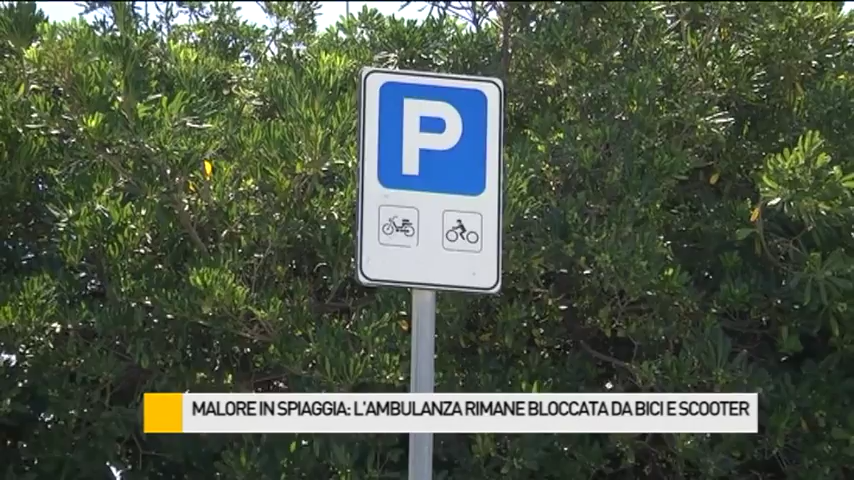 P
MALORE IN SPIAGGIA: L'AMBULANZA RIMANE BLOCCATA DA BICI E SCOOTER